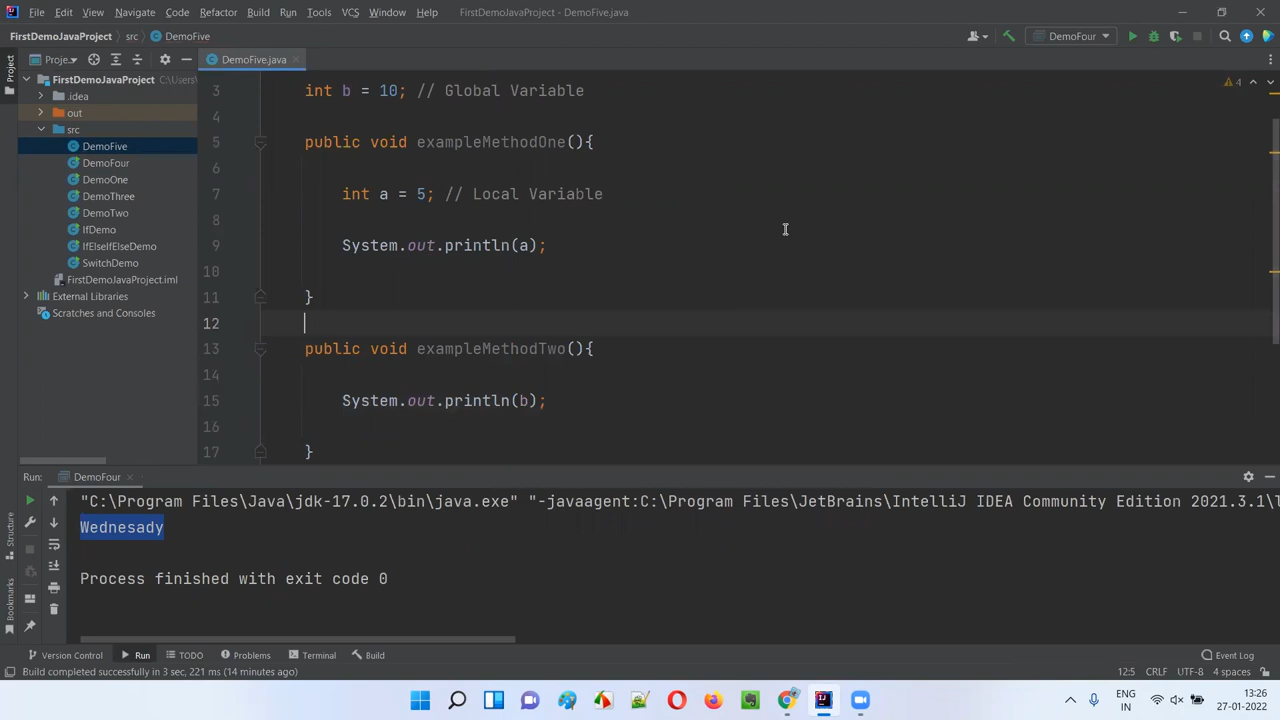 File Edit View Navigate Code Refactor Build Run Tools VCS Window Help FirstDemoJavaProject - DemoFive.java
FirstDemoJavaProject src DemoFive DemoFour
Project Proje.. DemoFive.java
FirstDemoJavaProject C:\Users\
.idea
out
src
DemoFive
DemoFour
DemoOne
DemoThree
DemoTwo
IfDemo
IfElseIfElseDemo
SwitchDemo
FirstDemoJavaProject.iml
External Libraries
Scratches and Consoles
4
3 int b = 10; // Global Variable
4
5 public void exampleMethodOne(){
6
7 int a = 5; // Local Variable
8
9 System.out.println(a);
10
11 }
12
13 public void exampleMethodTwo(){
14
15 System.out.println(b);
16
17 }
Run: DemoFour
"C:\Program Files\Java\jdk-17.0.2\bin\java.exe" "-javaagent:C:\Program Files\JetBrains\IntelliJ IDEA Community Edition 2021.3.1\l
Wednesady
Process finished with exit code 0
Structure
Bookmarks
Version Control Run TODO Problems Terminal Build Event Log
Build completed successfully in 3 sec, 221 ms (14 minutes ago) 12:5 CRLF UTF-8 4 spaces
ENG 13:26
IN 27-01-2022